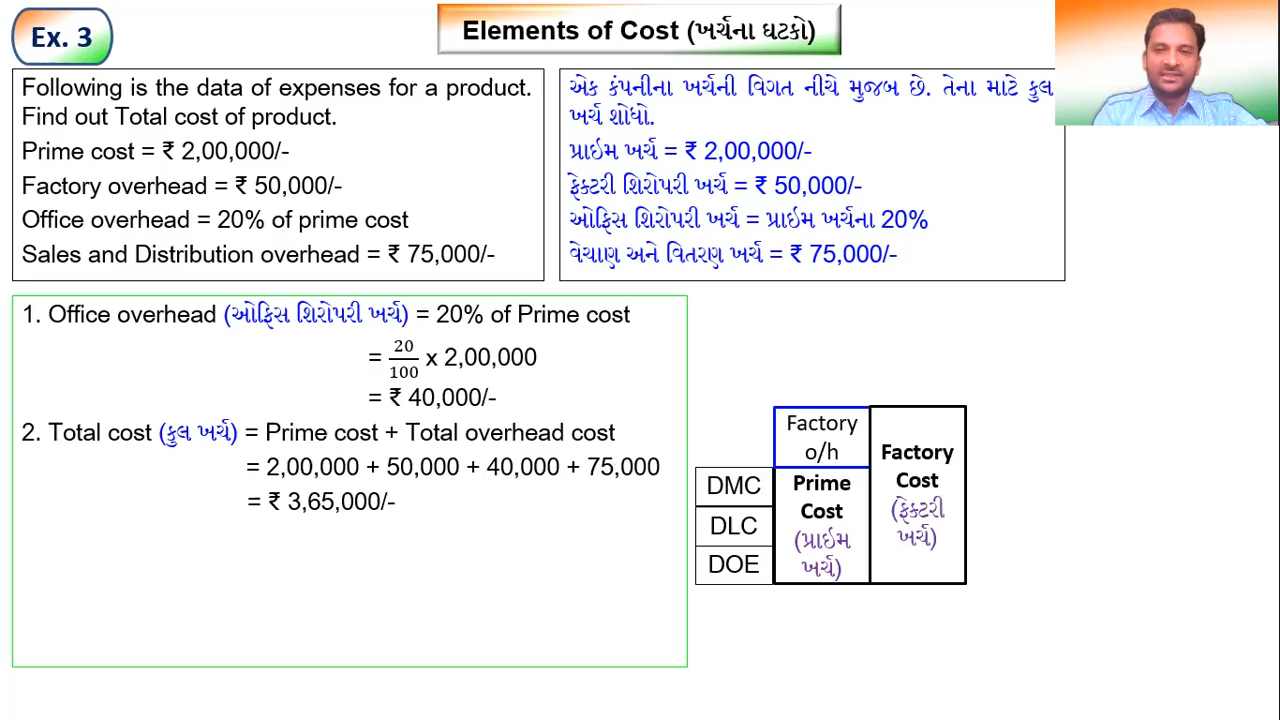 Ex. 3
Elements of Cost (ખર્ચના ઘટકો)
Following is the data of expenses for a product.
Find out Total cost of product.
Prime cost = ₹ 2,00,000/-
Factory overhead = ₹ 50,000/-
Office overhead = 20% of prime cost
Sales and Distribution overhead = ₹ 75,000/-
એક કંપનીના ખર્ચની વિગત નીચે મુજબ છે. તેના માટે કુલ
ખર્ચ શોધો.
પ્રાઇમ ખર્ચ = ₹ 2,00,000/-
ફેક્ટરી શિરોપરી ખર્ચ = ₹ 50,000/-
ઓફિસ શિરોપરી ખર્ચ = પ્રાઇમ ખર્ચના 20%
વેચાણ અને વિતરણ ખર્ચ = ₹ 75,000/-
1. Office overhead (ઓફિસ શિરોપરી ખર્ચ) = 20% of Prime cost
= 20/100 x 2,00,000
= ₹ 40,000/-
2. Total cost (કુલ ખર્ચ) = Prime cost + Total overhead cost
= 2,00,000 + 50,000 + 40,000 + 75,000
= ₹ 3,65,000/-
DMC
DLC
DOE
Factory
o/h
Prime
Cost
(પ્રાઇમ
ખર્ચ)
Factory
Cost
(ફેક્ટરી
ખર્ચ)